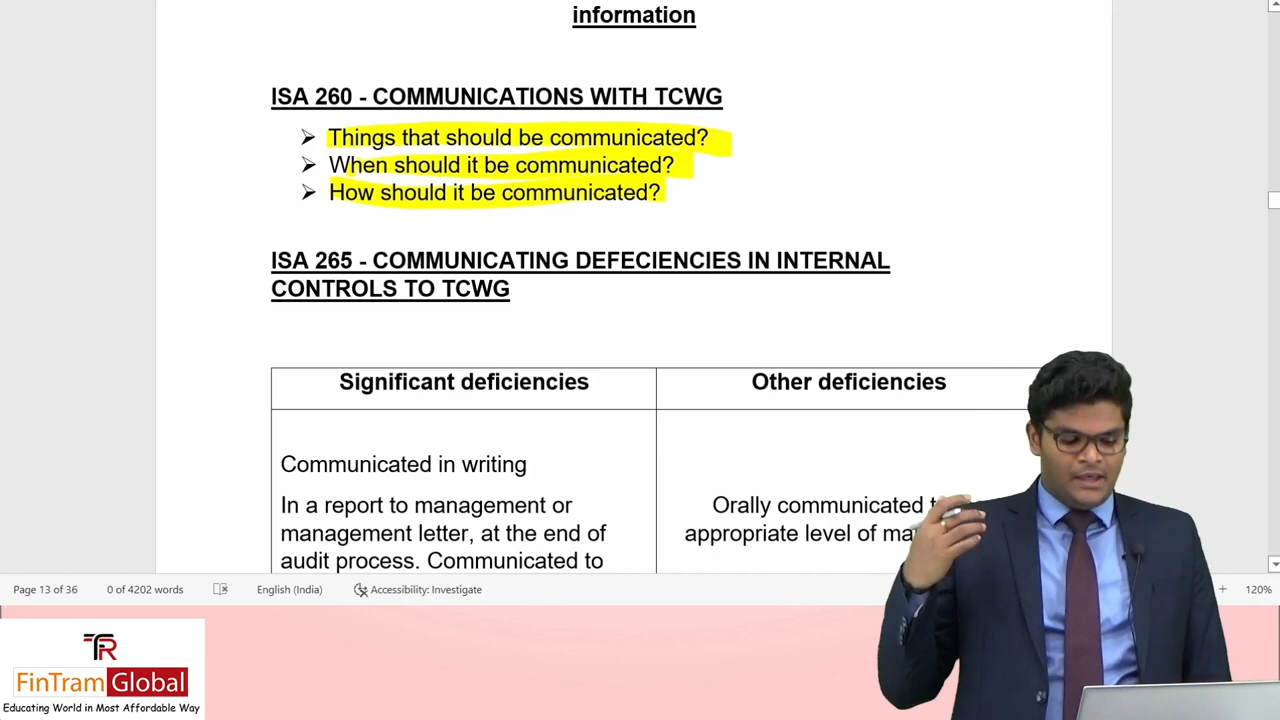 information
ISA 260 - COMMUNICATIONS WITH TCWG
➢ Things that should be communicated?
➢ When should it be communicated?
➢ How should it be communicated?
ISA 265 - COMMUNICATING DEFECIENCIES IN INTERNAL
CONTROLS TO TCWG
Significant deficiencies
Other deficiencies
Communicated in writing
In a report to management or
management letter, at the end of
audit process. Communicated to
Orally communicated
appropriate level of
Page 13 of 36 0 of 4202 words English (India) Accessibility: Investigate + 120%
TR
FinTram Global
Educating World in Most Affordable Way